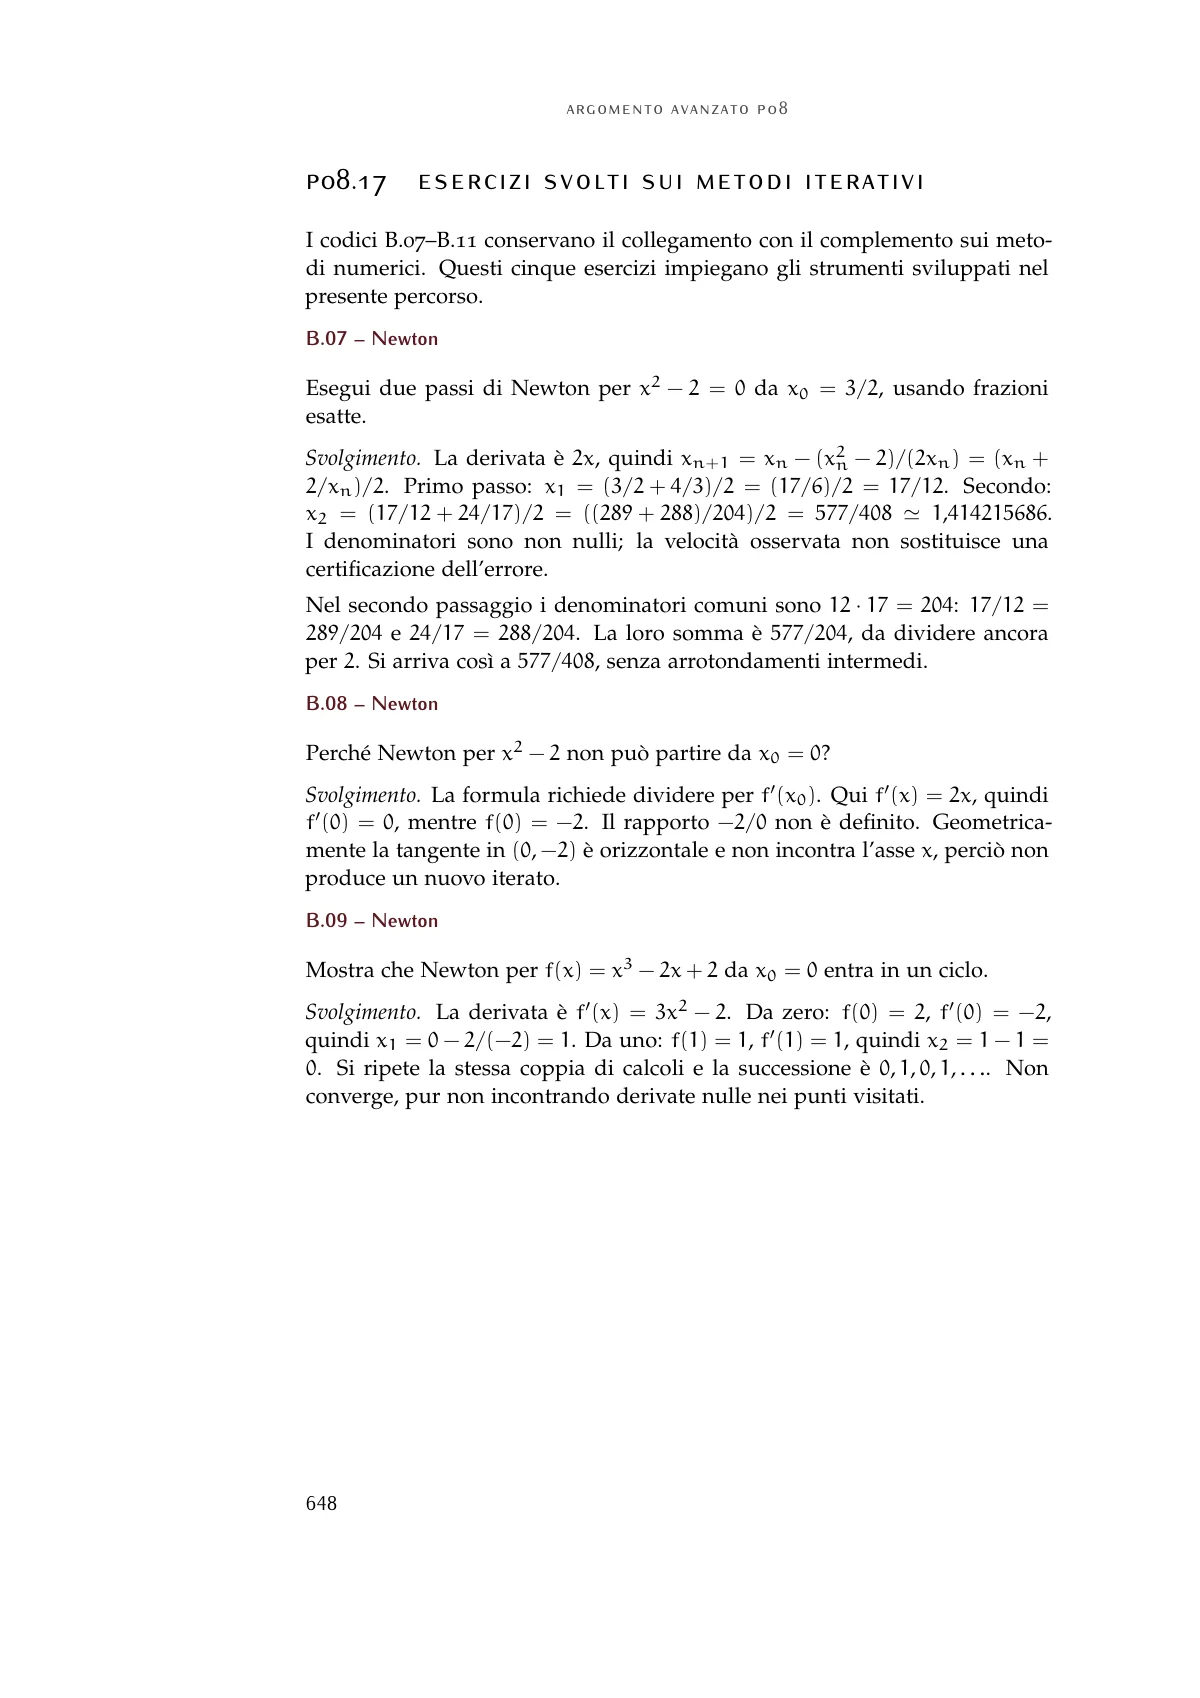 ARGOMENTO AVANZATO P08
P08.17 ESERCIZI SVOLTI SUI METODI ITERATIVI
I codici B.07–B.11 conservano il collegamento con il complemento sui meto-
di numerici. Questi cinque esercizi impiegano gli strumenti sviluppati nel
presente percorso.
B.07 – Newton
Esegui due passi di Newton per x² − 2 = 0 da x₀ = 3/2, usando frazioni
esatte.
Svolgimento. La derivata è 2x, quindi xₙ₊₁ = xₙ − (xₙ² − 2)/(2xₙ) = (xₙ +
2/xₙ)/2. Primo passo: x₁ = (3/2 + 4/3)/2 = (17/6)/2 = 17/12. Secondo:
x₂ = (17/12 + 24/17)/2 = ((289 + 288)/204)/2 = 577/408 ≃ 1,414215686.
I denominatori sono non nulli; la velocità osservata non sostituisce una
certificazione dell'errore.
Nel secondo passaggio i denominatori comuni sono 12 · 17 = 204: 17/12 =
289/204 e 24/17 = 288/204. La loro somma è 577/204, da dividere ancora
per 2. Si arriva così a 577/408, senza arrotondamenti intermedi.
B.08 – Newton
Perché Newton per x² − 2 non può partire da x₀ = 0?
Svolgimento. La formula richiede dividere per f′(x₀). Qui f′(x) = 2x, quindi
f′(0) = 0, mentre f(0) = −2. Il rapporto −2/0 non è definito. Geometrica-
mente la tangente in (0, −2) è orizzontale e non incontra l'asse x, perciò non
produce un nuovo iterato.
B.09 – Newton
Mostra che Newton per f(x) = x³ − 2x + 2 da x₀ = 0 entra in un ciclo.
Svolgimento. La derivata è f′(x) = 3x² − 2. Da zero: f(0) = 2, f′(0) = −2,
quindi x₁ = 0 − 2/(−2) = 1. Da uno: f(1) = 1, f′(1) = 1, quindi x₂ = 1 − 1 =
0. Si ripete la stessa coppia di calcoli e la successione è 0, 1, 0, 1, . . .. Non
converge, pur non incontrando derivate nulle nei punti visitati.
648